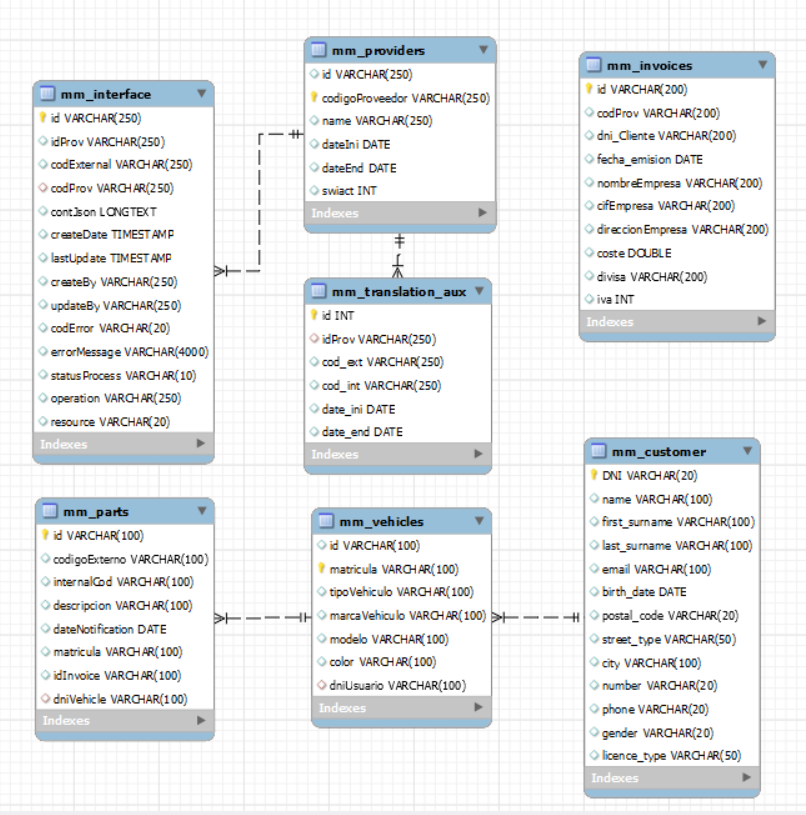 mm_providers
id VARCHAR(250)
codigoProveedor VARCHAR(250)
name VARCHAR(250)
dateIni DATE
dateEnd DATE
swiact INT
Indexes
mm_invoices
id VARCHAR(200)
codProv VARCHAR(200)
dni_Cliente VARCHAR(200)
fecha_emision DATE
nombreEmpresa VARCHAR(200)
cifEmpresa VARCHAR(200)
direccionEmpresa VARCHAR(200)
coste DOUBLE
divisa VARCHAR(200)
iva INT
Indexes
mm_interface
id VARCHAR(250)
idProv VARCHAR(250)
codExternal VARCHAR(250)
codProv VARCHAR(250)
contJson LONGTEXT
createDate TIMESTAMP
lastUpdate TIMESTAMP
createBy VARCHAR(250)
updateBy VARCHAR(250)
codError VARCHAR(20)
errorMessage VARCHAR(4000)
statusProcess VARCHAR(10)
operation VARCHAR(250)
resource VARCHAR(20)
Indexes
mm_translation_aux
id INT
idProv VARCHAR(250)
cod_ext VARCHAR(250)
cod_int VARCHAR(250)
date_ini DATE
date_end DATE
Indexes
mm_parts
id VARCHAR(100)
codigoExterno VARCHAR(100)
internalCod VARCHAR(100)
descripcion VARCHAR(100)
dateNotification DATE
matricula VARCHAR(100)
idInvoice VARCHAR(100)
dniVehicle VARCHAR(100)
Indexes
mm_vehicles
id VARCHAR(100)
matricula VARCHAR(100)
tipoVehiculo VARCHAR(100)
marcaVehiculo VARCHAR(100)
modelo VARCHAR(100)
color VARCHAR(100)
dniUsuario VARCHAR(100)
Indexes
mm_customer
DNI VARCHAR(20)
name VARCHAR(100)
first_surname VARCHAR(100)
last_surname VARCHAR(100)
email VARCHAR(100)
birth_date DATE
postal_code VARCHAR(20)
street_type VARCHAR(50)
city VARCHAR(100)
number VARCHAR(20)
phone VARCHAR(20)
gender VARCHAR(20)
licence_type VARCHAR(50)
Indexes